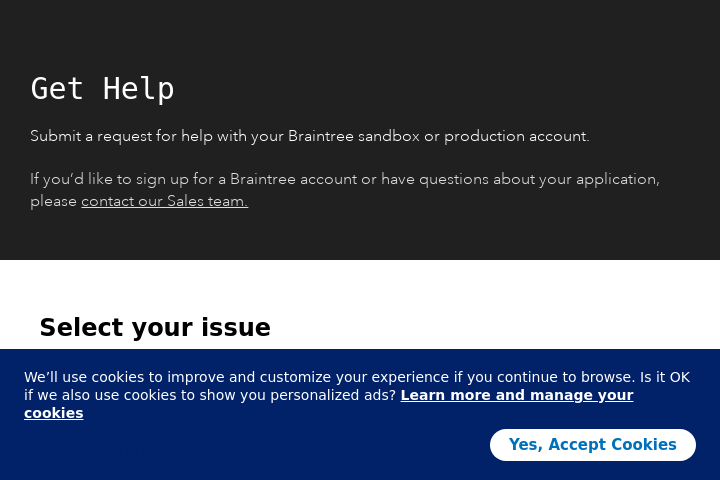 Get Help
Submit a request for help with your Braintree sandbox or production account.
If you’d like to sign up for a Braintree account or have questions about your application,
please contact our Sales team.
Select your issue
We’ll use cookies to improve and customize your experience if you continue to browse. Is it OK
if we also use cookies to show you personalized ads? Learn more and manage your
cookies
Yes, Accept Cookies